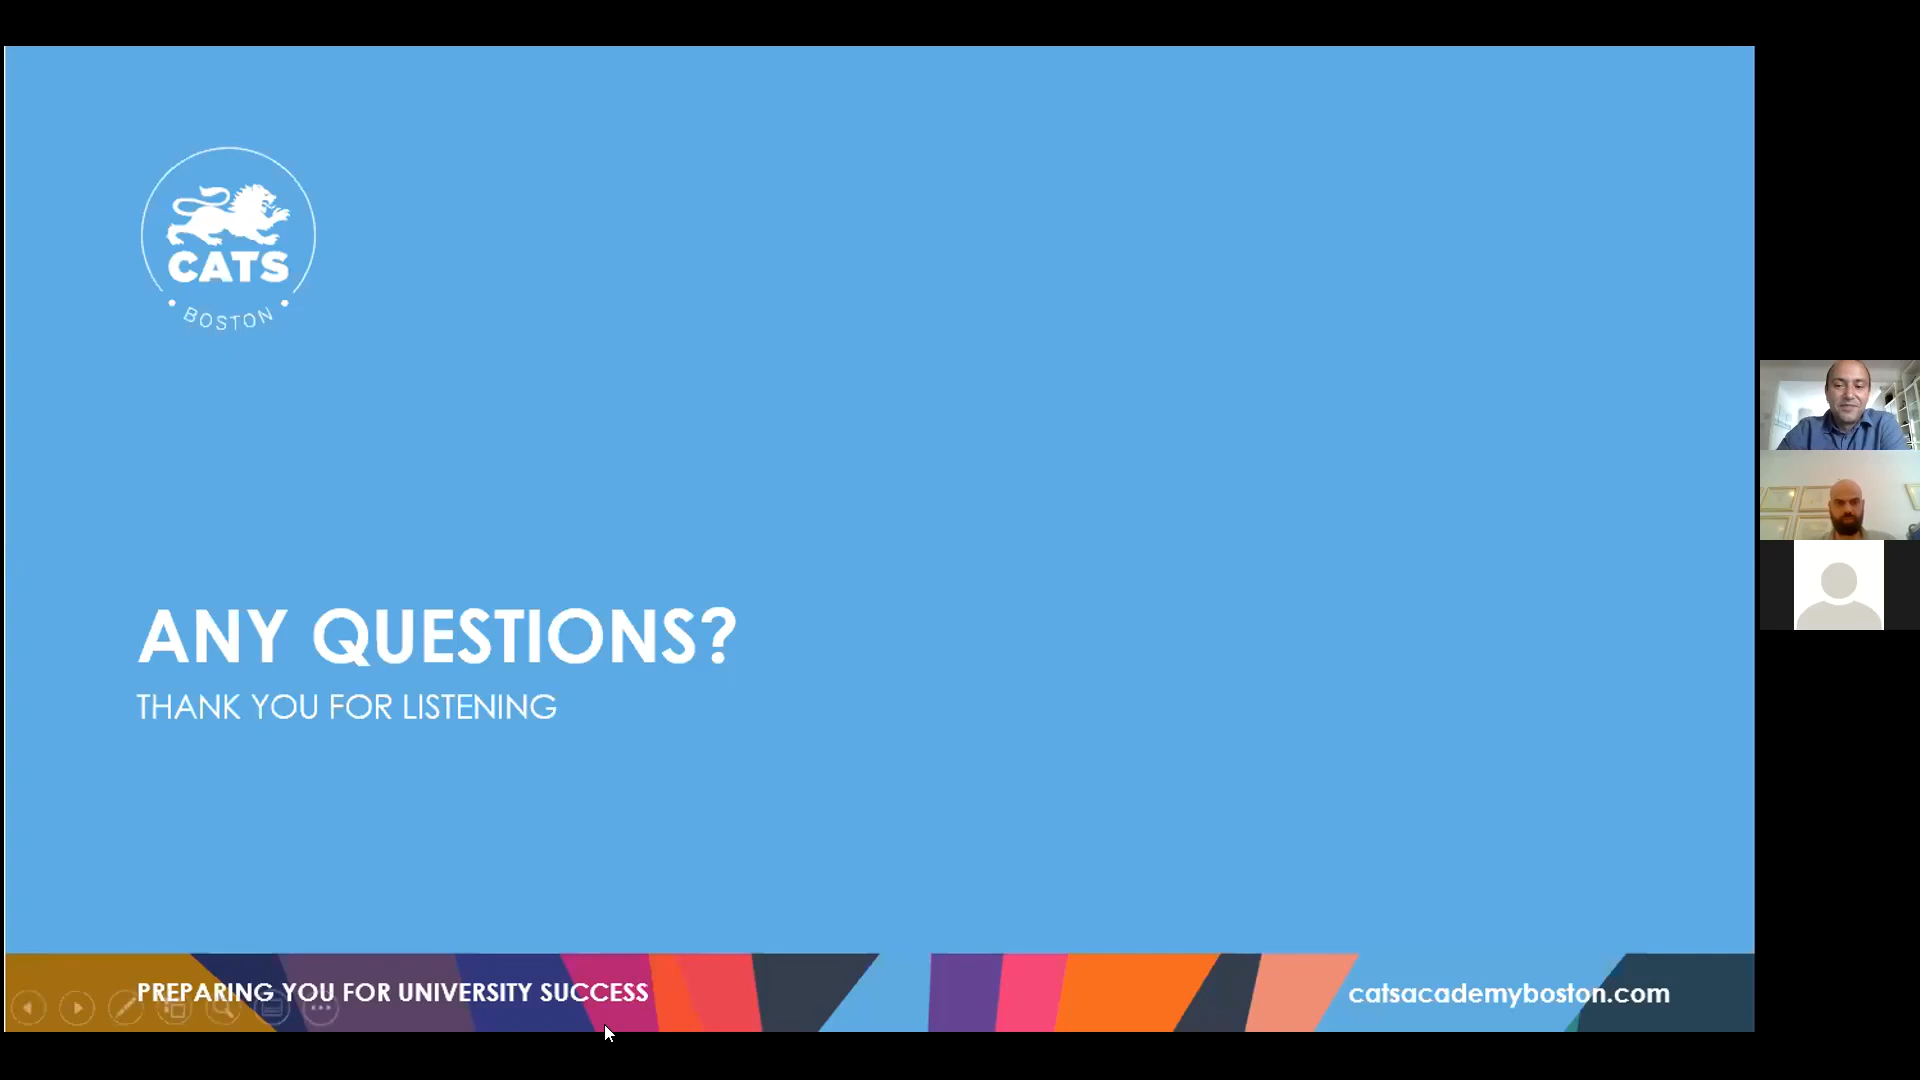 CATS
BOSTON
ANY QUESTIONS?
THANK YOU FOR LISTENING
PREPARING YOU FOR UNIVERSITY SUCCESS
catsacademyboston.com